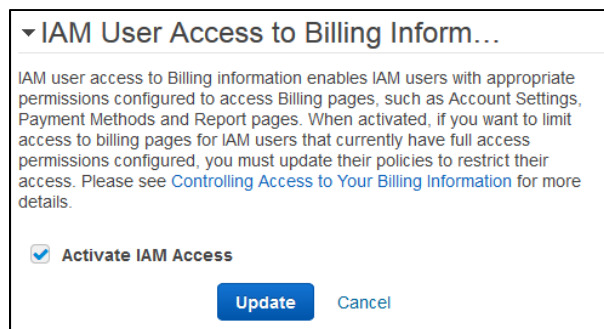 IAM User Access to Billing Inform...
IAM user access to Billing information enables IAM users with appropriate
permissions configured to access Billing pages, such as Account Settings,
Payment Methods and Report pages. When activated, if you want to limit
access to billing pages for IAM users that currently have full access
permissions configured, you must update their policies to restrict their
access. Please see Controlling Access to Your Billing Information for more
details.
Activate IAM Access
Update Cancel